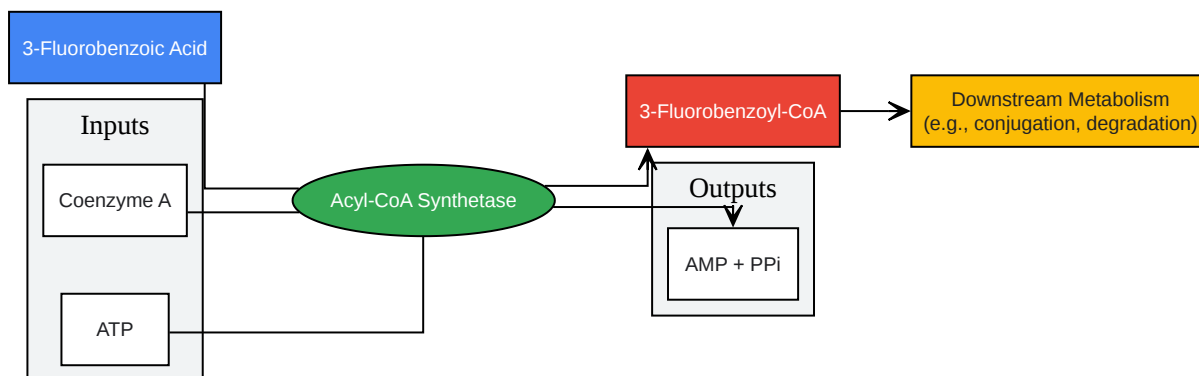 3-Fluorobenzoic Acid
Inputs
Coenzyme A
ATP
Acyl-CoA Synthetase
3-Fluorobenzoyl-CoA
Outputs
AMP + PPi
Downstream Metabolism
(e.g., conjugation, degradation)